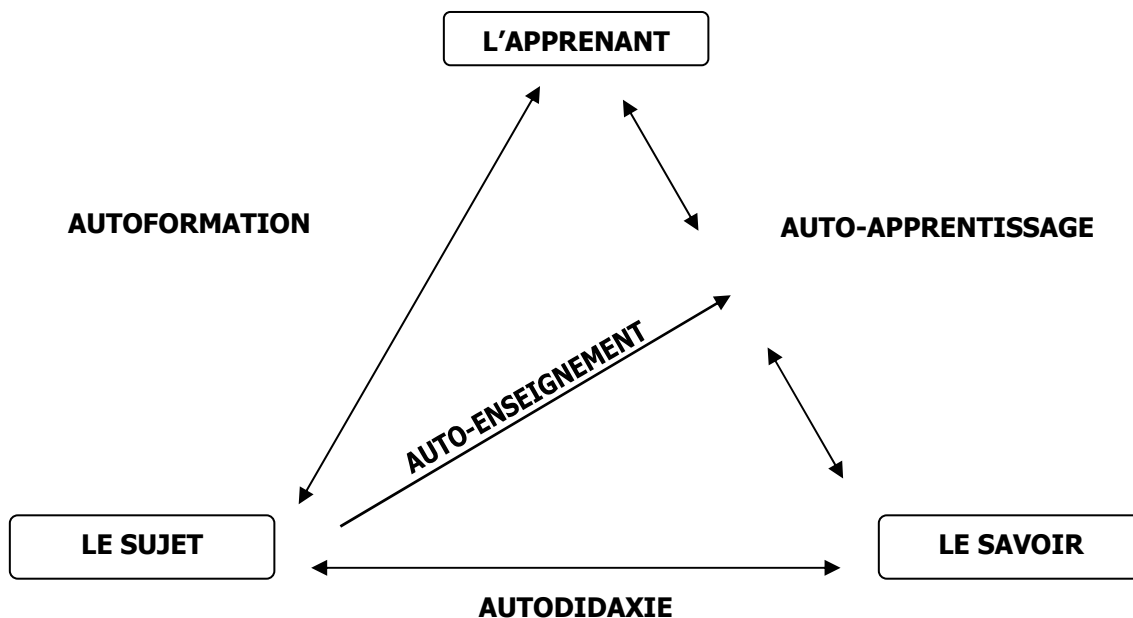 L’APPRENANT
AUTOFORMATION
AUTO-APPRENTISSAGE
AUTO-ENSEIGNEMENT
LE SUJET
LE SAVOIR
AUTODIDAXIE